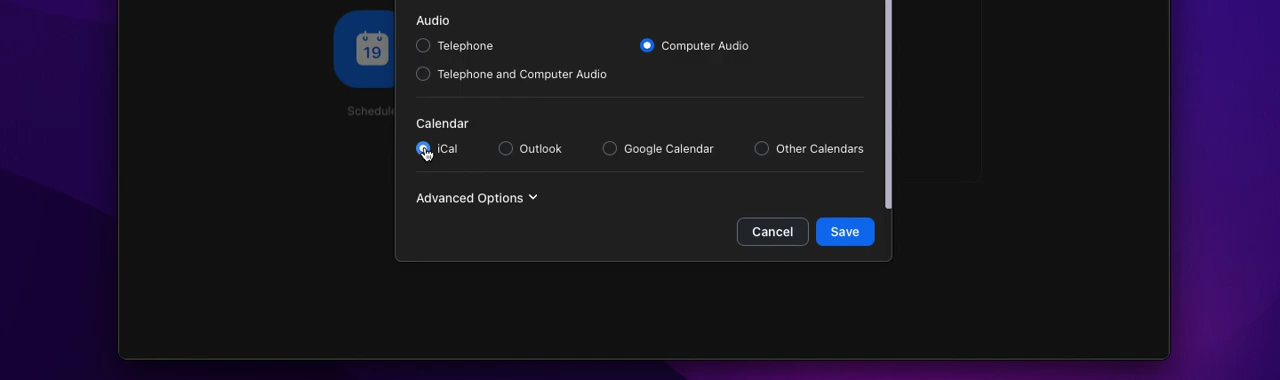 Audio
Telephone
Computer Audio
Telephone and Computer Audio
19
Schedule
Calendar
iCal
Outlook
Google Calendar
Other Calendars
Advanced Options
Cancel
Save